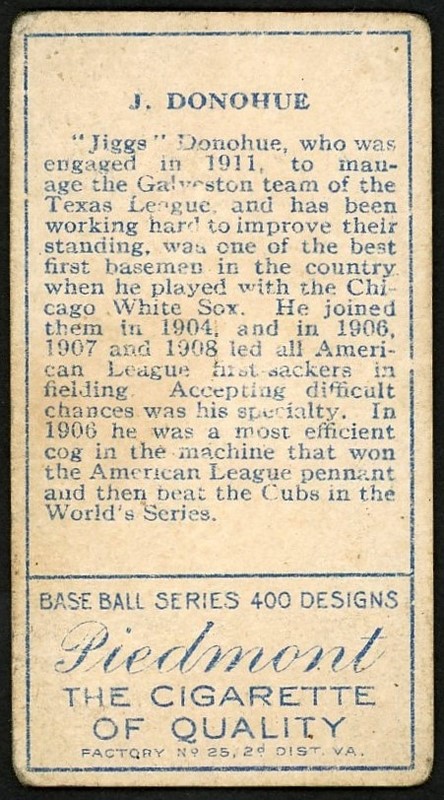 J. DONOHUE
"Jiggs" Donohue, who was
engaged in 1911, to man-
age the Galveston team of the
Texas League, and has been
working hard to improve their
standing, was one of the best
first basemen in the country
when he played with the Chi-
cago White Sox. He joined
them in 1904, and in 1906,
1907 and 1908 led all Ameri-
can League first-sackers in
fielding. Accepting difficult
chances was his specialty. In
1906 he was a most efficient
cog in the machine that won
the American League pennant
and then beat the Cubs in the
World's Series.
BASE BALL SERIES 400 DESIGNS
Piedmont
THE CIGARETTE
OF QUALITY
FACTORY Nº 25, 2º DIST. VA.